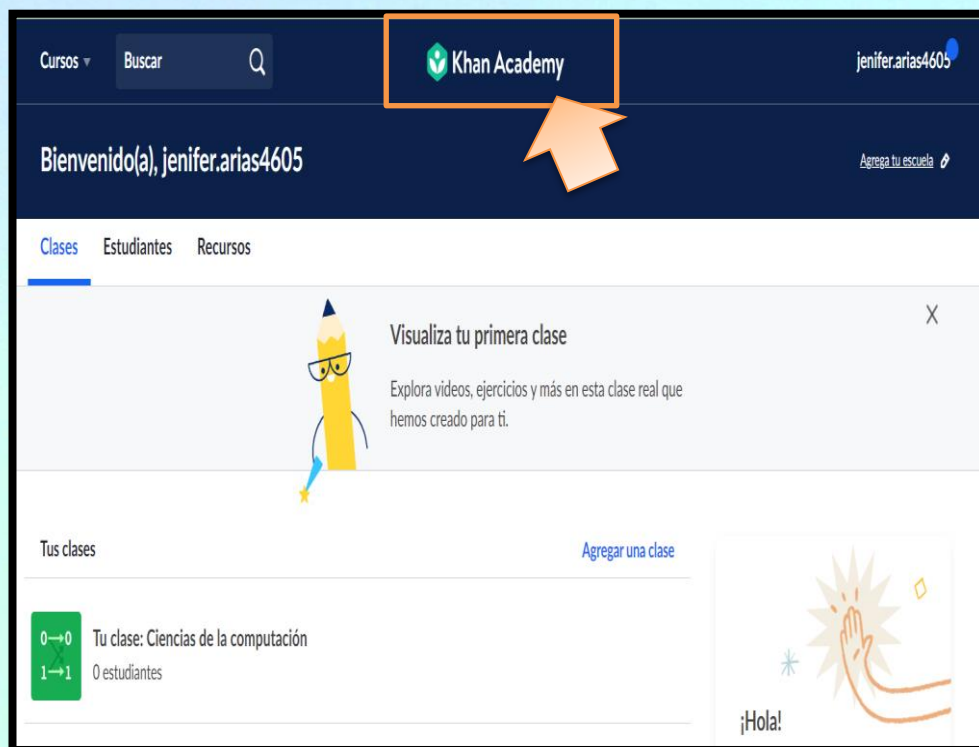 Cursos
Buscar
Khan Academy
jenifer.arias4605
Bienvenido(a), jenifer.arias4605
Agrega tu escuela
Clases
Estudiantes
Recursos
Visualiza tu primera clase
Explora videos, ejercicios y más en esta clase real que
hemos creado para ti.
Tus clases
Agregar una clase
0→0
1→1
Tu clase: Ciencias de la computación
0 estudiantes
¡Hola!